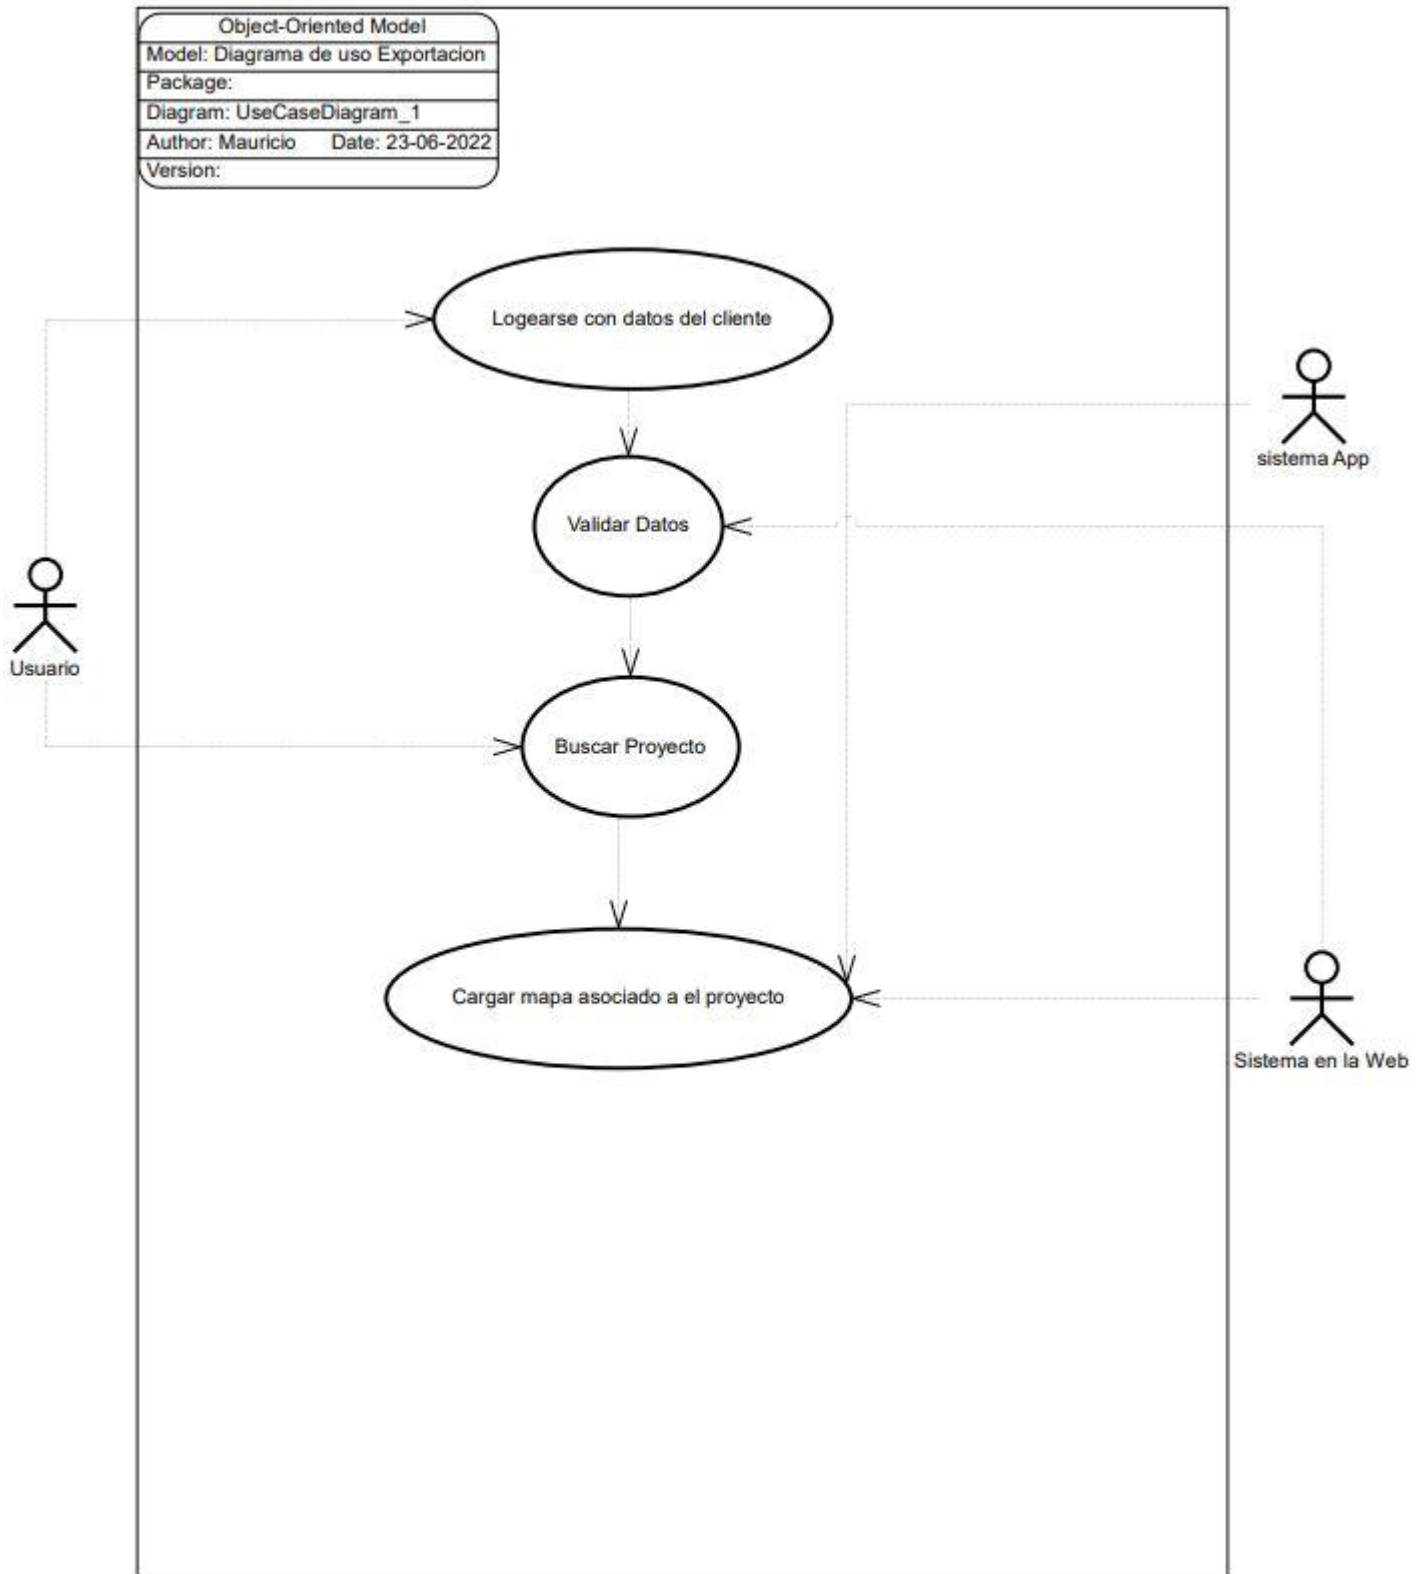 Object-Oriented Model
Model: Diagrama de uso Exportacion
Package:
Diagram: UseCaseDiagram_1
Author: Mauricio Date: 23-06-2022
Version:
Logearse con datos del cliente
sistema App
Validar Datos
Usuario
Buscar Proyecto
Cargar mapa asociado a el proyecto
Sistema en la Web